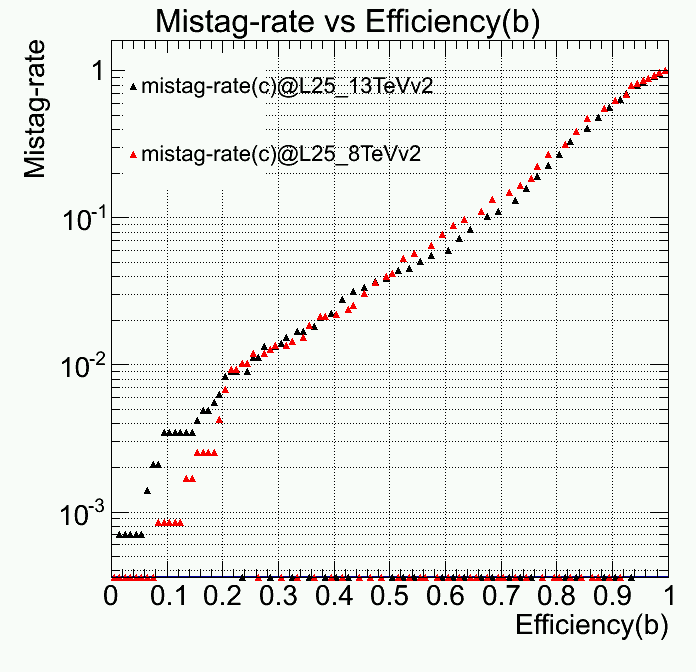 Mistag-rate vs Efficiency(b)
Mistag-rate
1
mistag-rate(c)@L25_13TeVv2
mistag-rate(c)@L25_8TeVv2
10^-1
10^-2
10^-3
0 0.1 0.2 0.3 0.4 0.5 0.6 0.7 0.8 0.9 1
Efficiency(b)